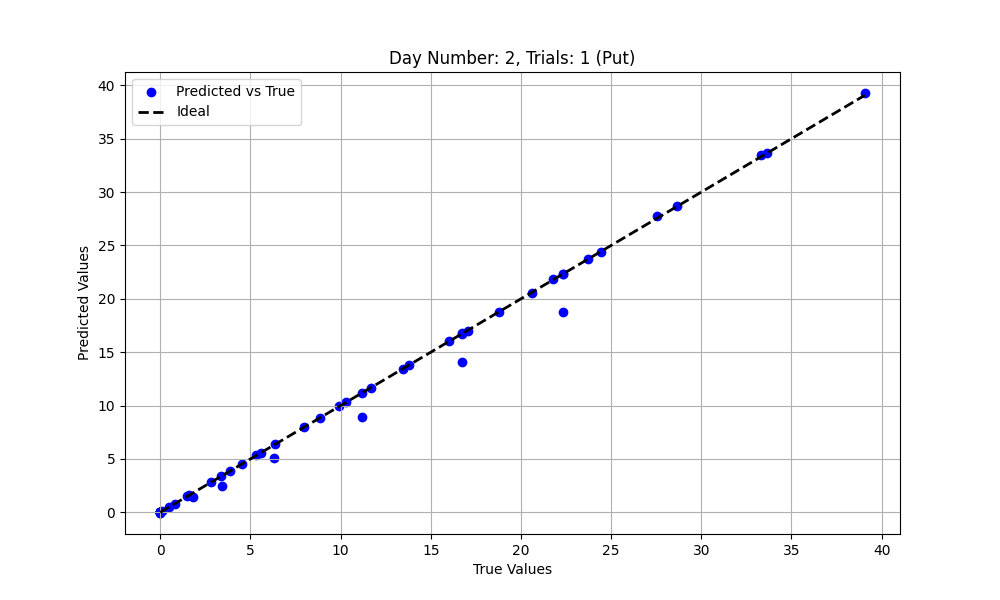 Day Number: 2, Trials: 1 (Put)
Predicted vs True
Ideal
Predicted Values
40
35
30
25
20
15
10
5
0
0 5 10 15 20 25 30 35 40
True Values